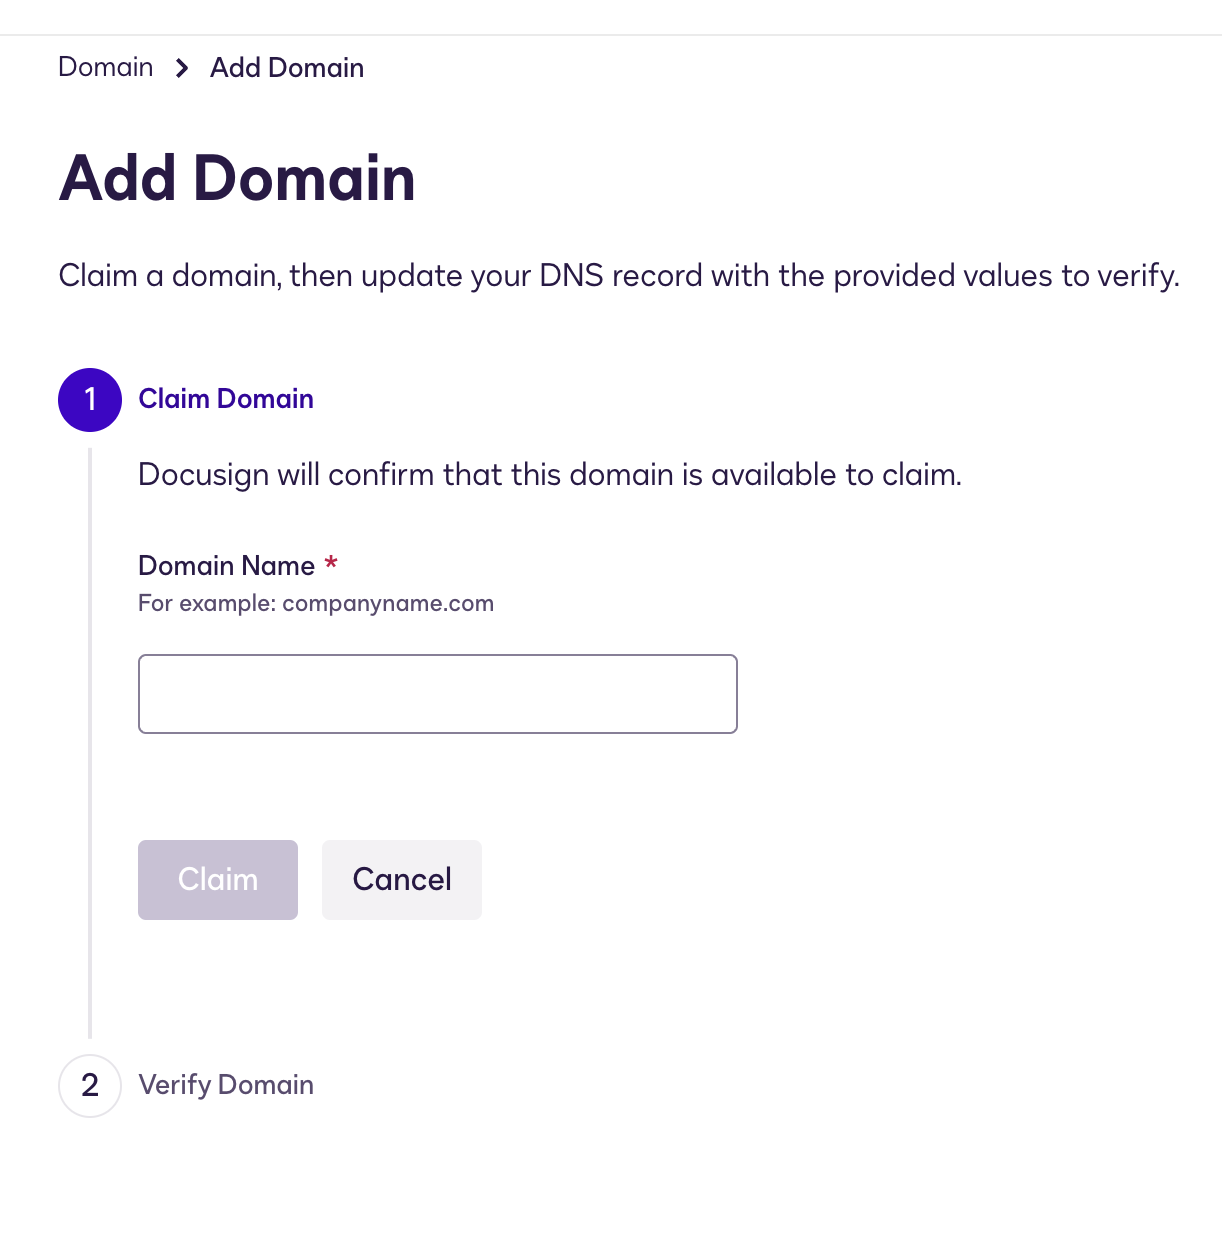 Domain > Add Domain
Add Domain
Claim a domain, then update your DNS record with the provided values to verify.
1 Claim Domain
Docusign will confirm that this domain is available to claim.
Domain Name *
For example: companyname.com
Claim Cancel
2 Verify Domain